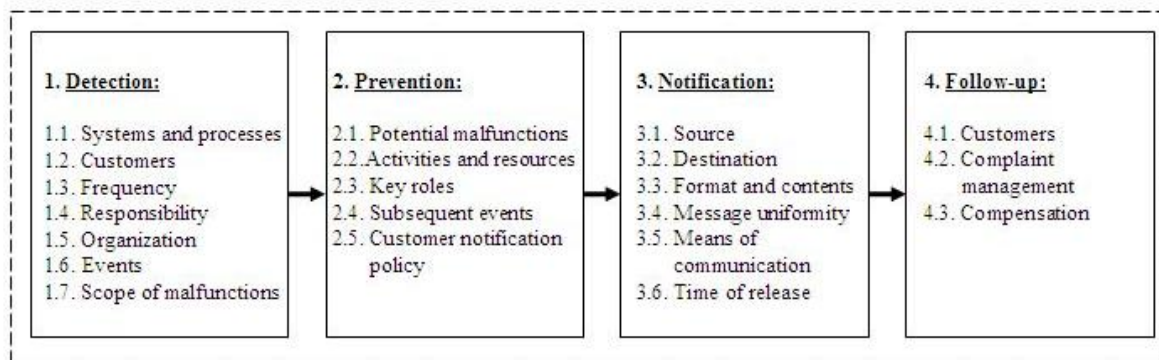 1. Detection:
1.1. Systems and processes
1.2. Customers
1.3. Frequency
1.4. Responsibility
1.5. Organization
1.6. Events
1.7. Scope of malfunctions
2. Prevention:
2.1. Potential malfunctions
2.2. Activities and resources
2.3. Key roles
2.4. Subsequent events
2.5. Customer notification
policy
3. Notification:
3.1. Source
3.2. Destination
3.3. Format and contents
3.4. Message uniformity
3.5. Means of
communication
3.6. Time of release
4. Follow-up:
4.1. Customers
4.2. Complaint
management
4.3. Compensation